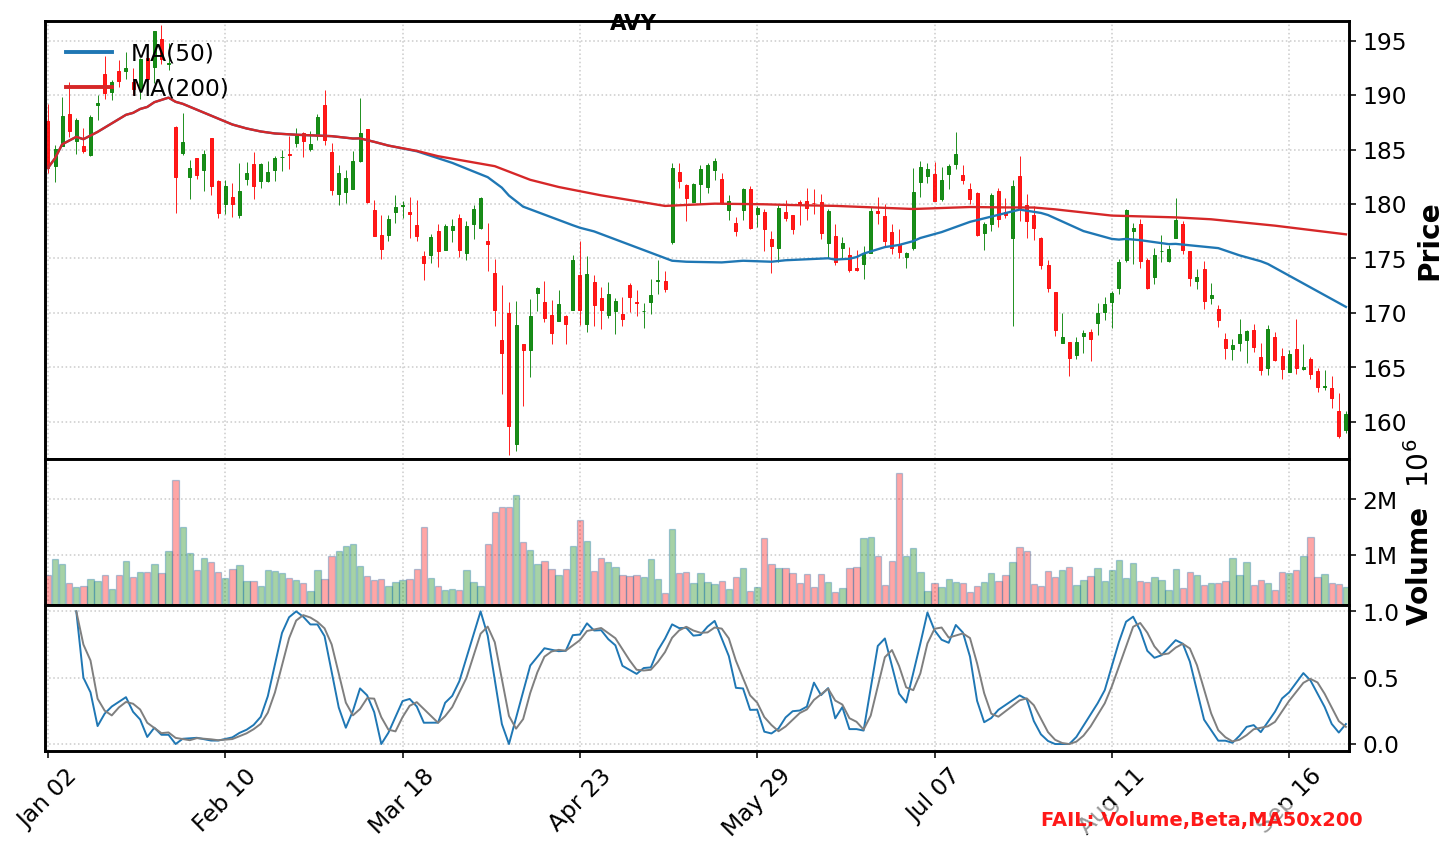 AVY
MA(50)
MA(200)
195
190
185
180
175
170
165
160
Price
2M
1M
Volume 10⁶
1.0
0.5
0.0
Jan 02
Feb 10
Mar 18
Apr 23
May 29
Jul 07
Aug 11
Sep 16
FAIL: Volume,Beta,MA50x200